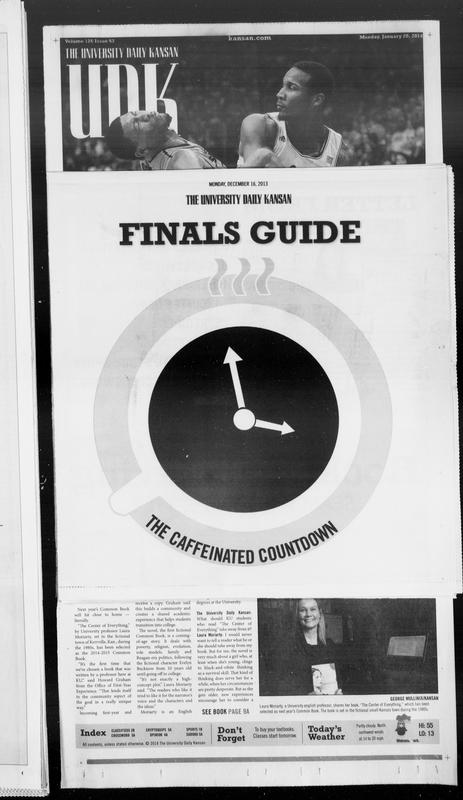 Volume 126 Issue 63
kansan.com
Monday, January 20, 2014
THE UNIVERSITY DAILY KANSAN
UDK
MONDAY, DECEMBER 16, 2013
THE UNIVERSITY DAILY KANSAN
FINALS GUIDE
THE CAFFEINATED COUNTDOWN
Next year's Common Book
will hit close to home —
literally.
"The Center of Everything,"
by University professor Laura
Moriarty, set in the fictional
town of Kerrville, Kan., during
the 1980s, has been selected
as the 2014-2015 Common
Book.
"It's the first time that
we've chosen a book that was
written by a professor here at
KU," said Howard Graham
from the Office of First-Year
Experience. "That lends itself
to the community aspect of
the goal in a really unique
way."
becoming first-year and
receive a copy. Graham said
this builds a community and
creates a shared academic
experience that helps students
transition into college.
The novel, the first fictional
Common Book, is a coming-
of-age story. It deals with
poverty, religion, evolution,
role models, family and
Reagan-era politics, following
the fictional character Evelyn
Bucknow from 10 years old
until going off to college.
"It's not exactly a high-
concept plot," Laura Moriarty
said. "The readers who like it
tend to like it for the narrator's
voice and the characters and
the ideas."
Moriarty is an English
degrees at the University.
The University Daily Kansan:
What should KU students
who read "The Center of
Everything" take away from it?
Laura Moriarty: I would never
want to tell a reader what he or
she should take away from my
book. But for me, the novel is
very much about a girl who, at
least when she's young, clings
to black-and-white thinking
as a survival skill. That kind of
thinking does serve her for a
while, when her circumstances
are pretty desperate. But as she
gets older, new experiences
encourage her to consider a
SEE BOOK PAGE 8A
GEORGE MULLINIX/KANSAN
Laura Moriarty, a University english professor, shares her book, "The Center of Everything," which has been
selected as next year's Common Book. The book is set in the fictional small Kansas town during the 1980s.
Index
CLASSIFIEDS 2B
CROSSWORD 5A
CRYPTOQUIPS 5A
OPINION 4A
SPORTS 1B
SUDOKU 5A
All contents, unless stated otherwise, © 2014 The University Daily Kansan
Don't
Forget
To buy your textbooks.
Classes start tomorrow.
Today's
Weather
Partly cloudy. North
northwest winds
at 14 to 20 mph.
HI: 55
LO: 13